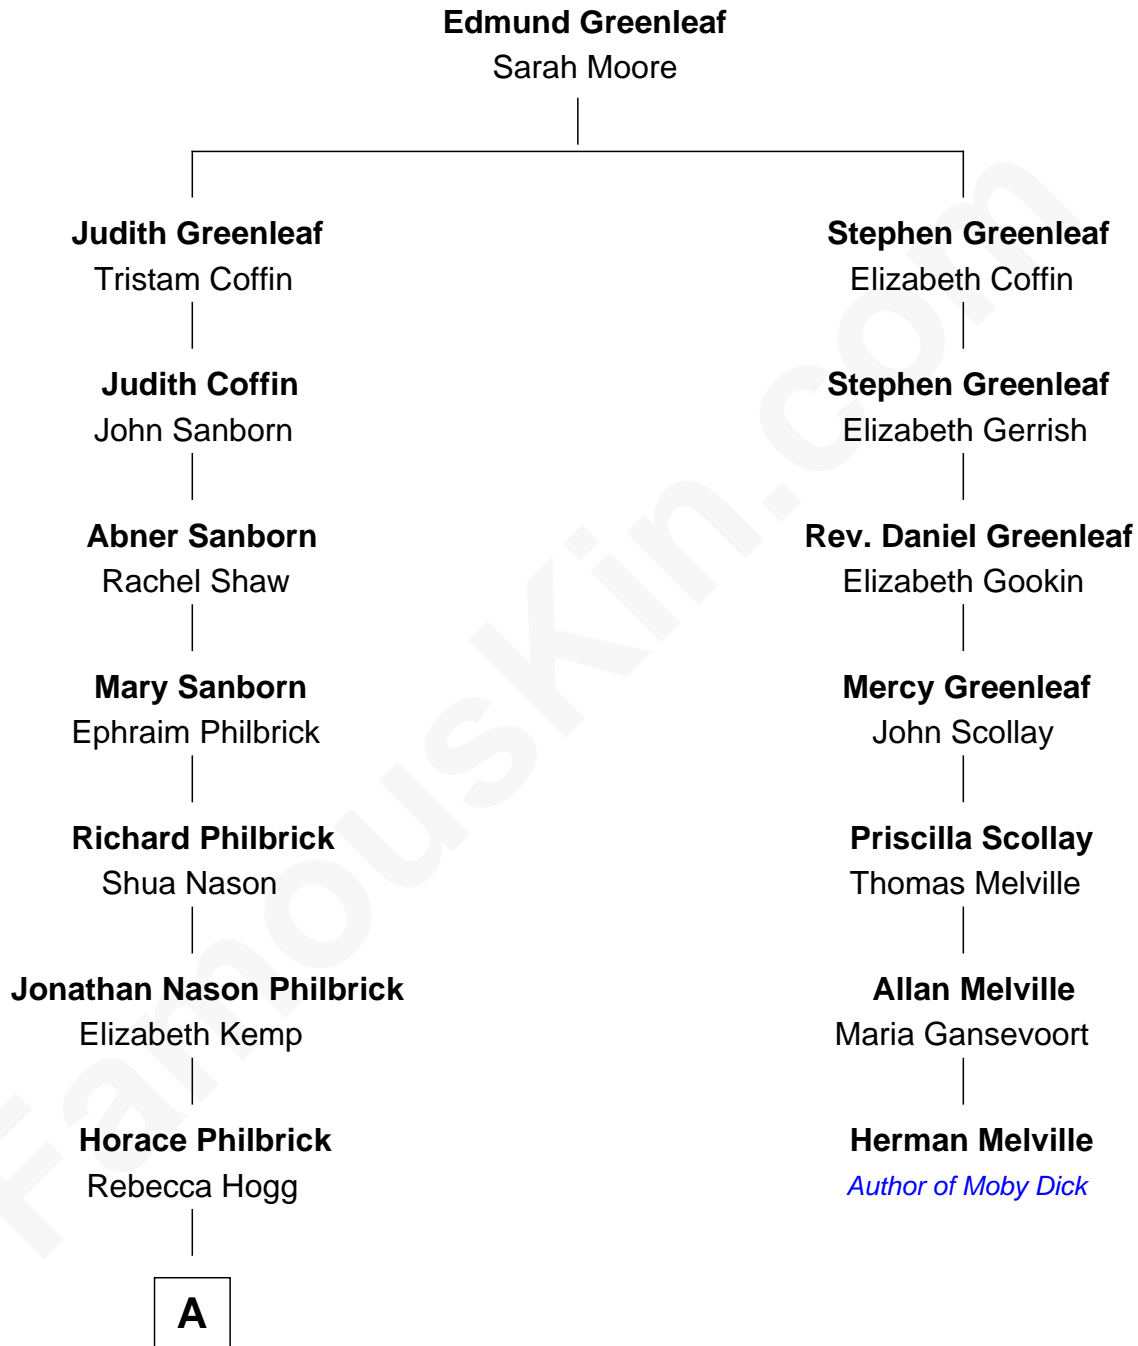 Edmund Greenleaf
Sarah Moore
Judith Greenleaf
Tristam Coffin
Stephen Greenleaf
Elizabeth Coffin
Judith Coffin
John Sanborn
Stephen Greenleaf
Elizabeth Gerrish
Abner Sanborn
Rachel Shaw
Rev. Daniel Greenleaf
Elizabeth Gookin
Mary Sanborn
Ephraim Philbrick
Mercy Greenleaf
John Scollay
Richard Philbrick
Shua Nason
Priscilla Scollay
Thomas Melville
Jonathan Nason Philbrick
Elizabeth Kemp
Allan Melville
Maria Gansevoort
Horace Philbrick
Rebecca Hogg
Herman Melville
Author of Moby Dick
A
FamousKin.com